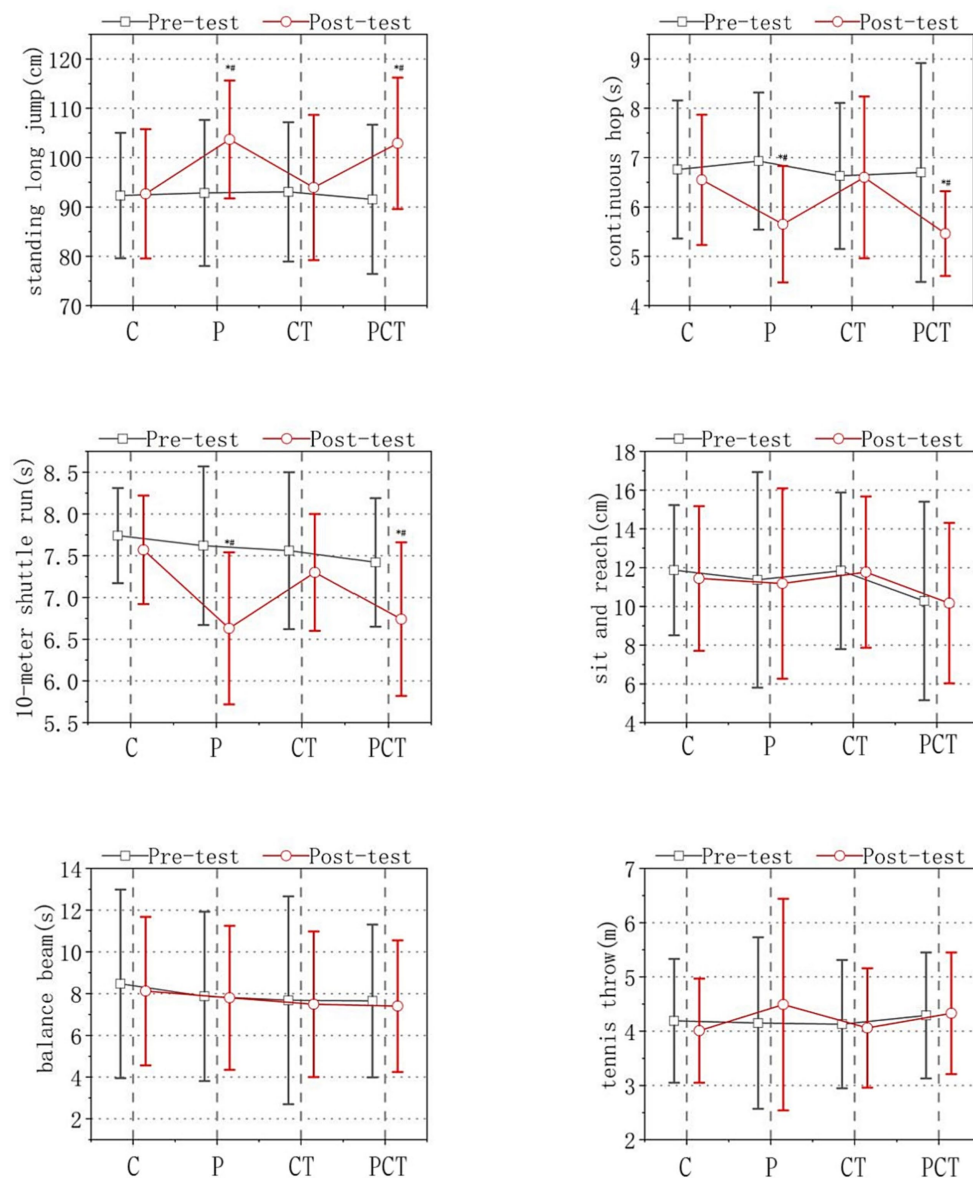 Pre-test Post-test
standing long jump(cm)
120
110
100
90
80
70
*#
*#
C P CT PCT
Pre-test Post-test
continuous hop(s)
9
8
7
6
5
4
*#
*#
C P CT PCT
Pre-test Post-test
10-meter shuttle run(s)
8.5
8.0
7.5
7.0
6.5
6.0
5.5
*#
*#
C P CT PCT
Pre-test Post-test
sit and reach(cm)
18
16
14
12
10
8
6
4
C P CT PCT
Pre-test Post-test
balance beam(s)
14
12
10
8
6
4
2
C P CT PCT
Pre-test Post-test
tennis throw(m)
7
6
5
4
3
2
C P CT PCT